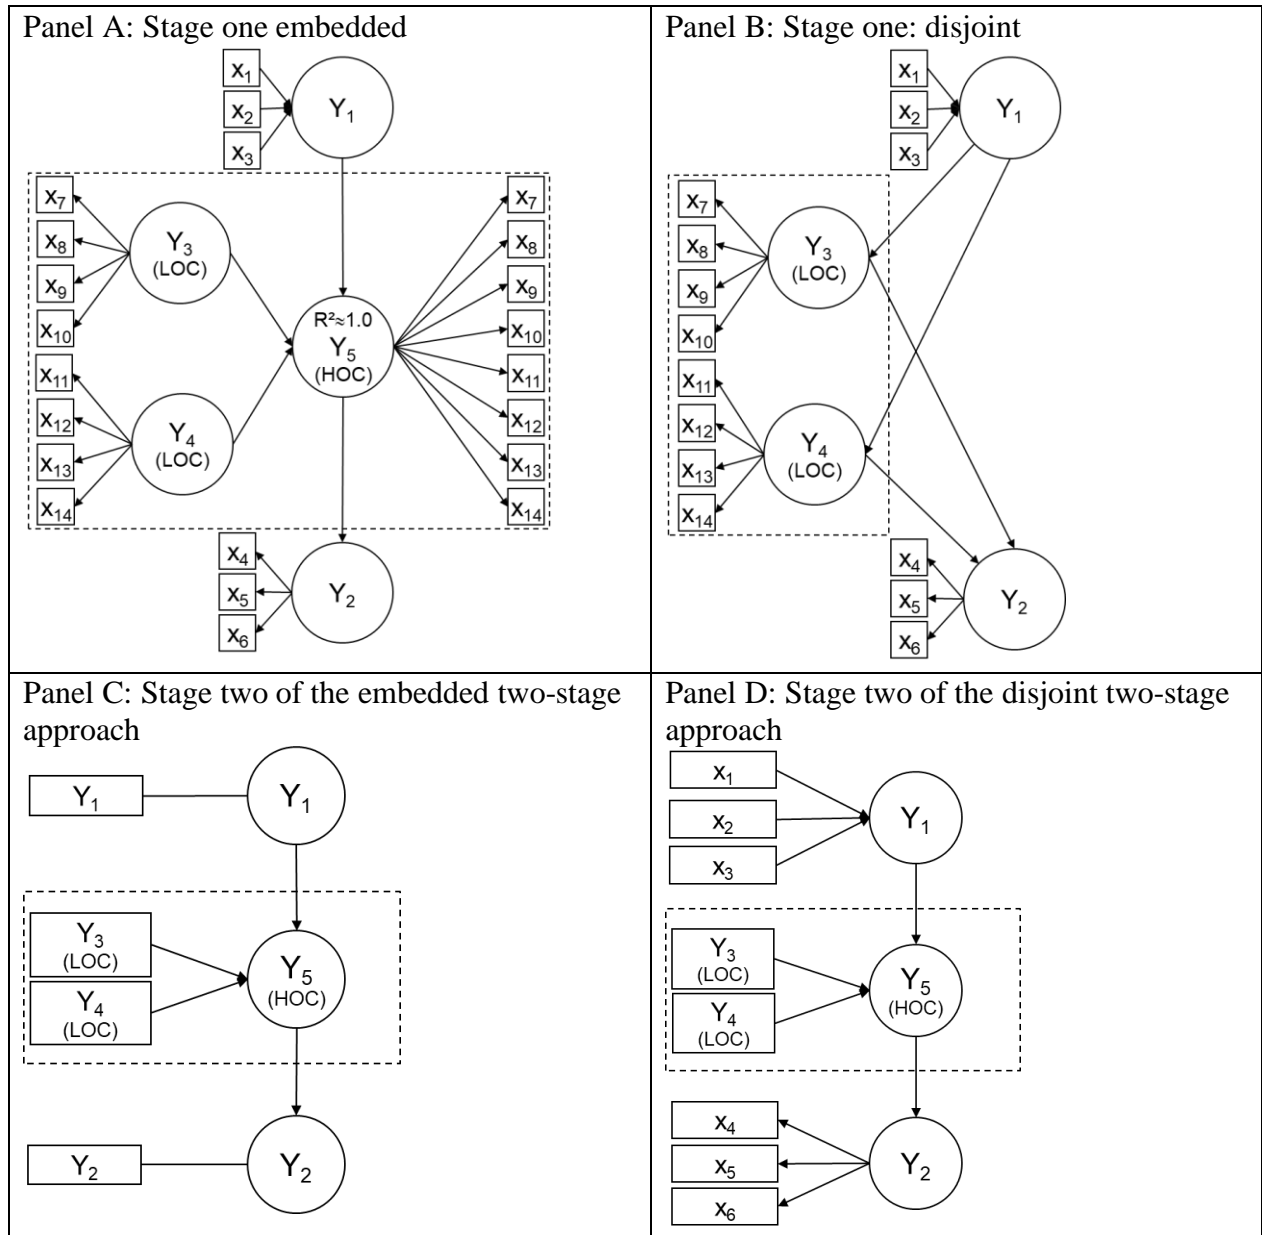 Panel A: Stage one embedded
x1
x2
x3
Y1
x7
x8
x9
x10
x11
x12
x13
x14
Y3
(LOC)
Y4
(LOC)
R²≈1.0
Y5
(HOC)
x7
x8
x9
x10
x11
x12
x13
x14
x4
x5
x6
Y2
Panel B: Stage one: disjoint
x1
x2
x3
Y1
x7
x8
x9
x10
x11
x12
x13
x14
Y3
(LOC)
Y4
(LOC)
x4
x5
x6
Y2
Panel C: Stage two of the embedded two-stage
approach
Y1
Y1
Y3
(LOC)
Y4
(LOC)
Y5
(HOC)
Y2
Y2
Panel D: Stage two of the disjoint two-stage
approach
x1
x2
x3
Y1
Y3
(LOC)
Y4
(LOC)
Y5
(HOC)
x4
x5
x6
Y2